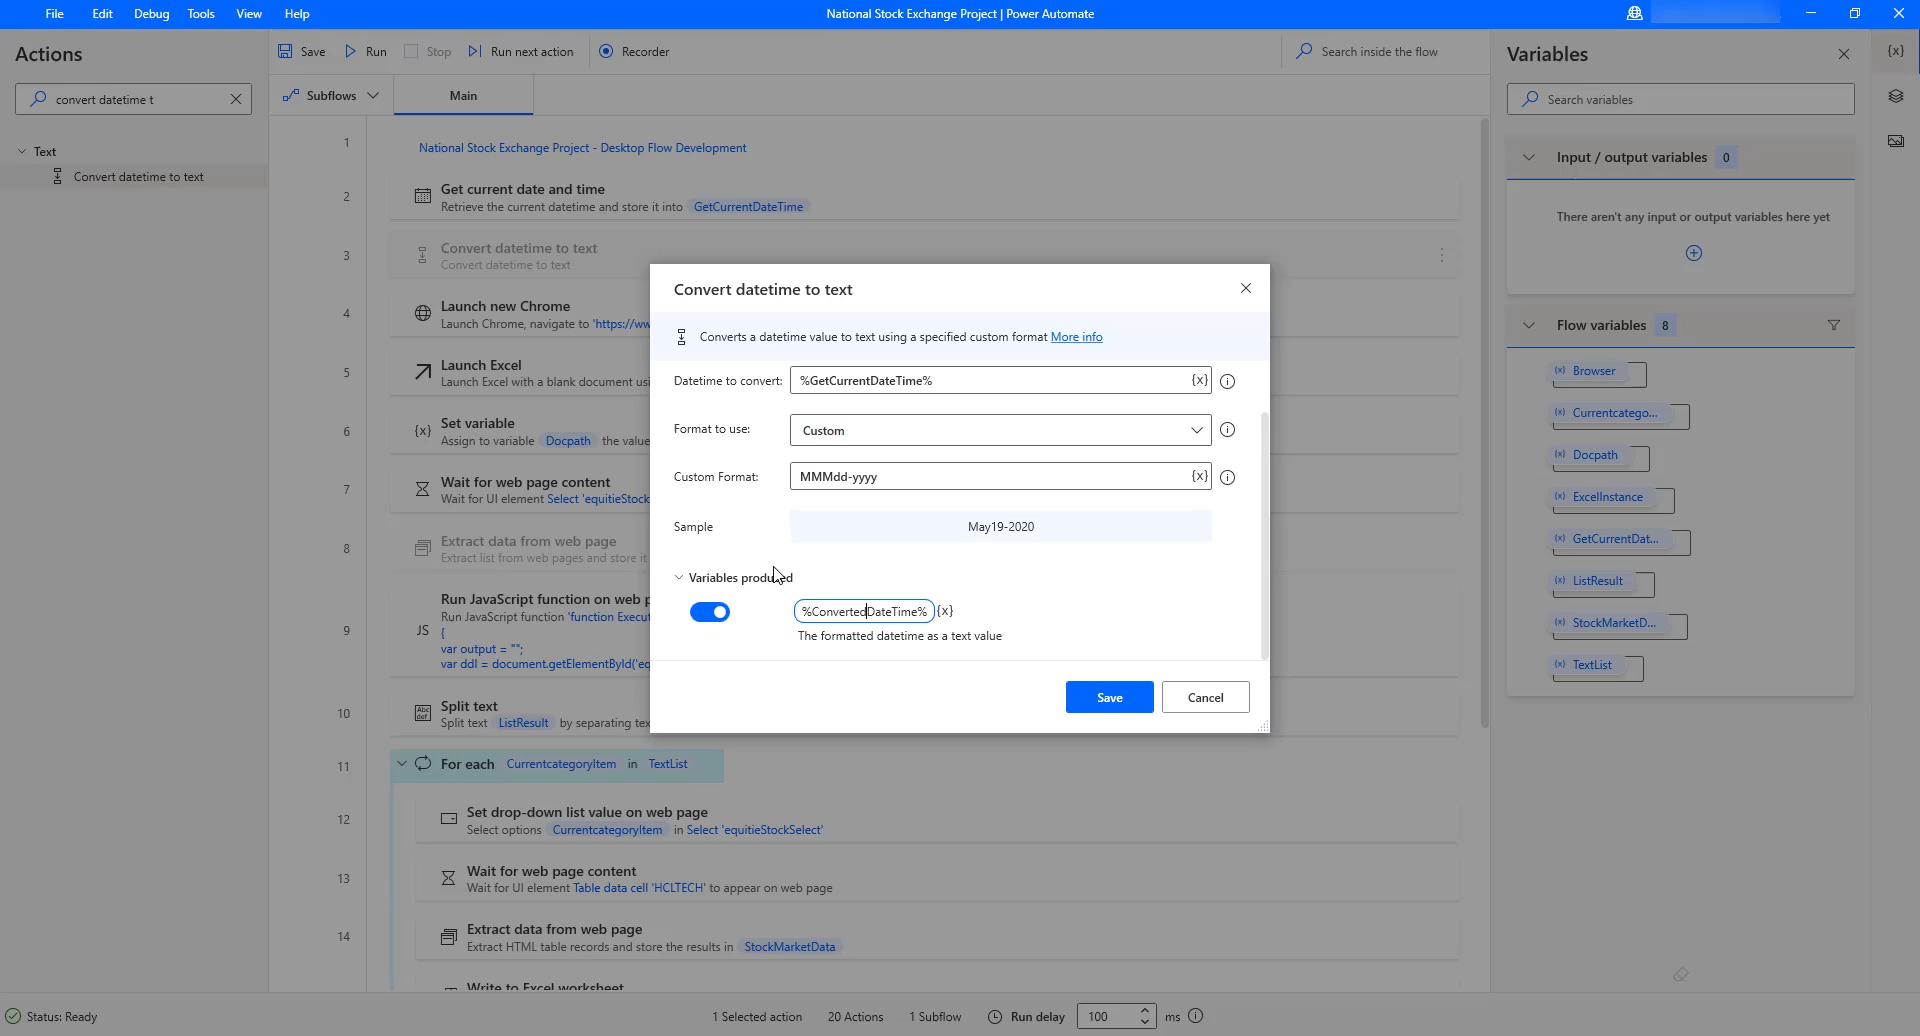 File Edit Debug Tools View Help
National Stock Exchange Project | Power Automate
Actions
convert datetime t
Text
Convert datetime to text
Save Run Stop Run next action Recorder
Search inside the flow
Subflows Main
1
National Stock Exchange Project - Desktop Flow Development
2
Get current date and time
Retrieve the current datetime and store it into GetCurrentDateTime
3
Convert datetime to text
Convert datetime to text
4
Launch new Chrome
Launch Chrome, navigate to 'https://ww
5
Launch Excel
Launch Excel with a blank document usi
6
{x}
Set variable
Assign to variable Docpath the value
7
Wait for web page content
Wait for UI element Select 'equitieStock
8
Extract data from web page
Extract list from web pages and store it
9
JS
Run JavaScript function on web p
Run JavaScript function 'function Execut
{
var output = "";
var ddl = document.getElementById('eq
10
Abc
def
Split text
Split text ListResult by separating tex
11
For each CurrentcategoryItem in TextList
12
Set drop-down list value on web page
Select options CurrentcategoryItem in Select 'equitieStockSelect'
13
Wait for web page content
Wait for UI element Table data cell 'HCLTECH' to appear on web page
14
Extract data from web page
Extract HTML table records and store the results in StockMarketData
Write to Excel worksheet
Convert datetime to text
Converts a datetime value to text using a specified custom format More info
Datetime to convert: %GetCurrentDateTime% {x}
Format to use: Custom
Custom Format: MMMdd-yyyy {x}
Sample May19-2020
Variables produced
%ConvertedDateTime% {x}
The formatted datetime as a text value
Save Cancel
Variables
{x}
Search variables
Input / output variables 0
There aren't any input or output variables here yet
Flow variables 8
(x) Browser
(x) Currentcatego...
(x) Docpath
(x) ExcelInstance
(x) GetCurrentDat...
(x) ListResult
(x) StockMarketD...
(x) TextList
Status: Ready
1 Selected action 20 Actions 1 Subflow Run delay 100 ms